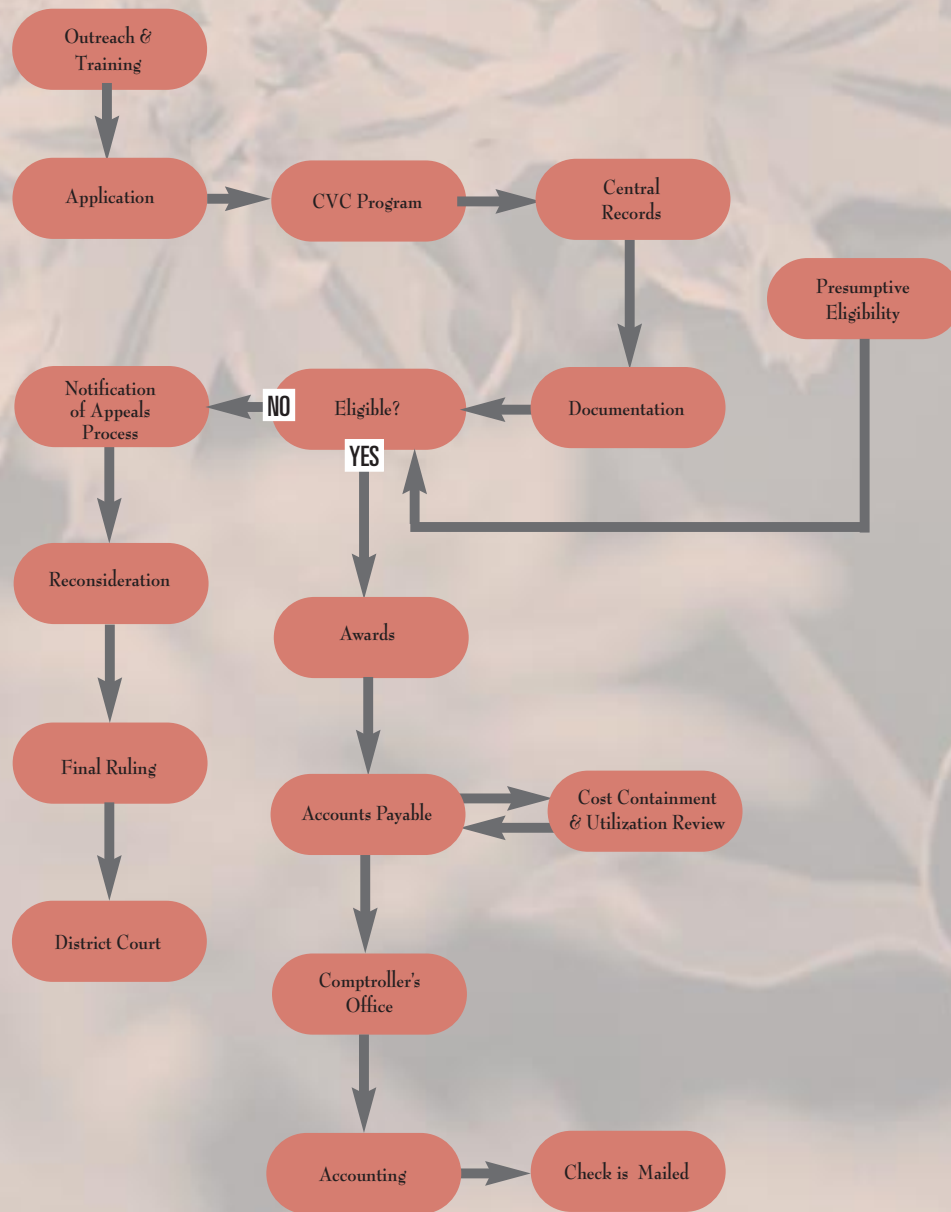 Outreach &
Training
Application
CVC Program
Central
Records
Presumptive
Eligibility
Notification
of Appeals
Process
NO
Eligible?
YES
Documentation
Reconsideration
Awards
Final Ruling
Accounts Payable
Cost Containment
& Utilization Review
District Court
Comptroller's
Office
Accounting
Check is Mailed